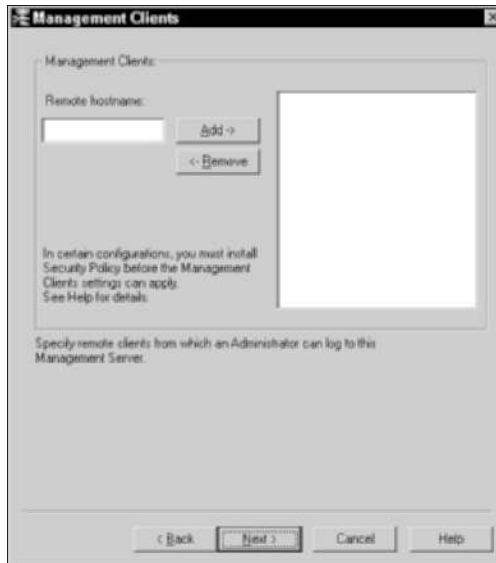 Management Clients
Management Clients:
Remote hostname:
Add ->
<- Remove
In certain configurations, you must install
Security Policy before the Management
Clients settings can apply.
See Help for details.
Specify remote clients from which an Administrator can log to this
Management Server.
< Back
Next >
Cancel
Help